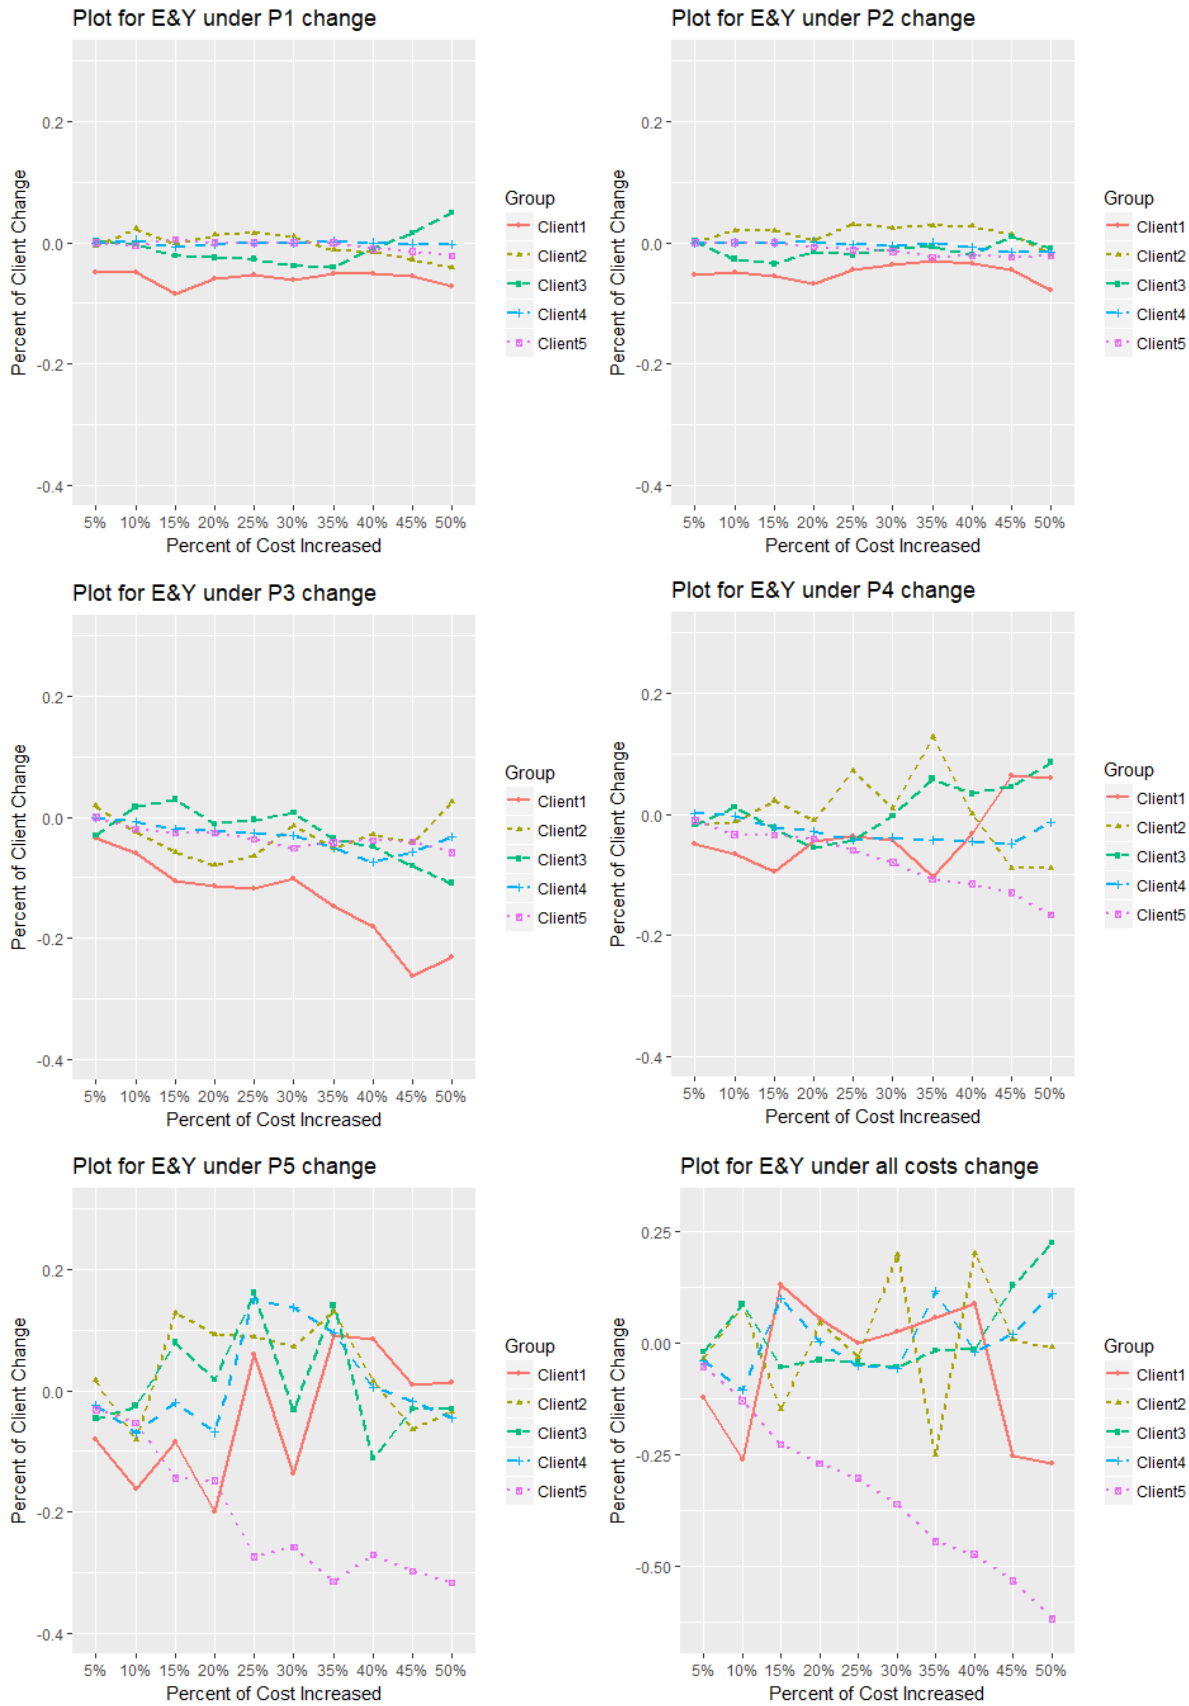 Plot for E&Y under P1 change
0.2
0.0
-0.2
-0.4
Percent of Client Change
5% 10% 15% 20% 25% 30% 35% 40% 45% 50%
Percent of Cost Increased
Group
Client1
Client2
Client3
Client4
Client5
Plot for E&Y under P2 change
0.2
0.0
-0.2
-0.4
Percent of Client Change
5% 10% 15% 20% 25% 30% 35% 40% 45% 50%
Percent of Cost Increased
Group
Client1
Client2
Client3
Client4
Client5
Plot for E&Y under P3 change
0.2
0.0
-0.2
-0.4
Percent of Client Change
5% 10% 15% 20% 25% 30% 35% 40% 45% 50%
Percent of Cost Increased
Group
Client1
Client2
Client3
Client4
Client5
Plot for E&Y under P4 change
0.2
0.0
-0.2
-0.4
Percent of Client Change
5% 10% 15% 20% 25% 30% 35% 40% 45% 50%
Percent of Cost Increased
Group
Client1
Client2
Client3
Client4
Client5
Plot for E&Y under P5 change
0.2
0.0
-0.2
-0.4
Percent of Client Change
5% 10% 15% 20% 25% 30% 35% 40% 45% 50%
Percent of Cost Increased
Group
Client1
Client2
Client3
Client4
Client5
Plot for E&Y under all costs change
0.25
0.00
-0.25
-0.50
Percent of Client Change
5% 10% 15% 20% 25% 30% 35% 40% 45% 50%
Percent of Cost Increased
Group
Client1
Client2
Client3
Client4
Client5